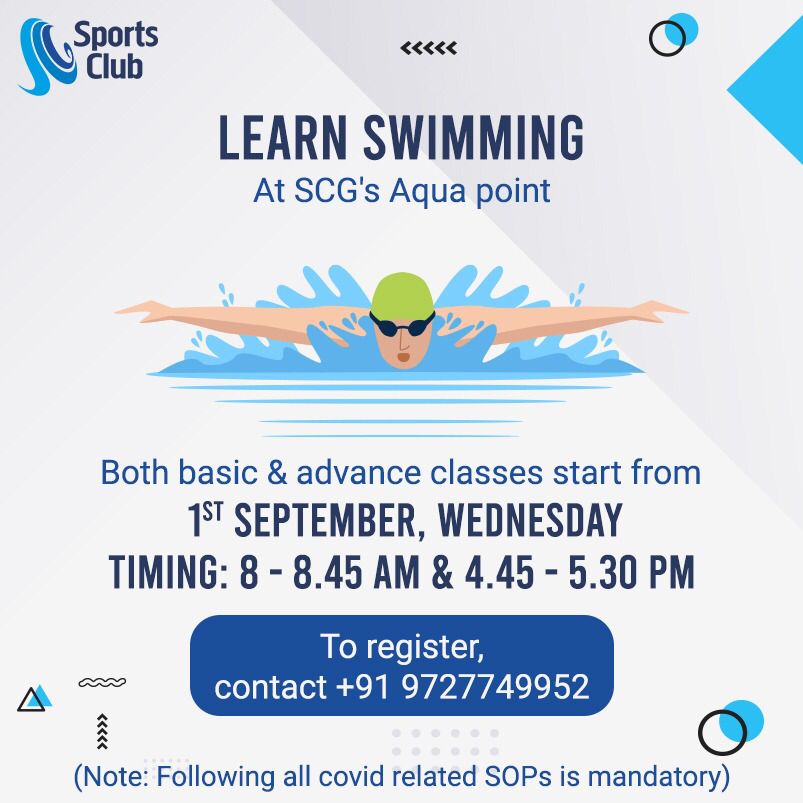 Sports
Club
LEARN SWIMMING
At SCG's Aqua point
Both basic & advance classes start from
1ST SEPTEMBER, WEDNESDAY
TIMING: 8 - 8.45 AM & 4.45 - 5.30 PM
To register,
contact +91 9727749952
(Note: Following all covid related SOPs is mandatory)